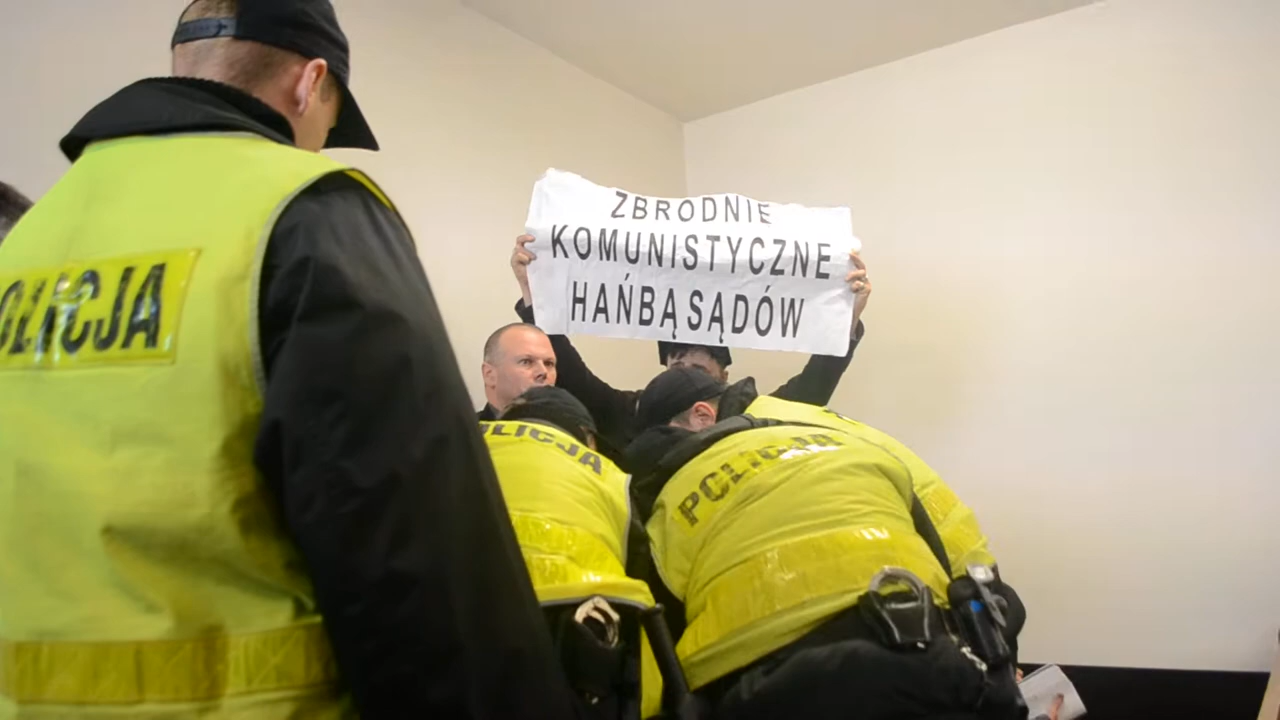 ZBRODNIE
KOMUNISTYCZNE
HAŃBĄ SĄDÓW
POLICJA
POLICJA
POLICJA